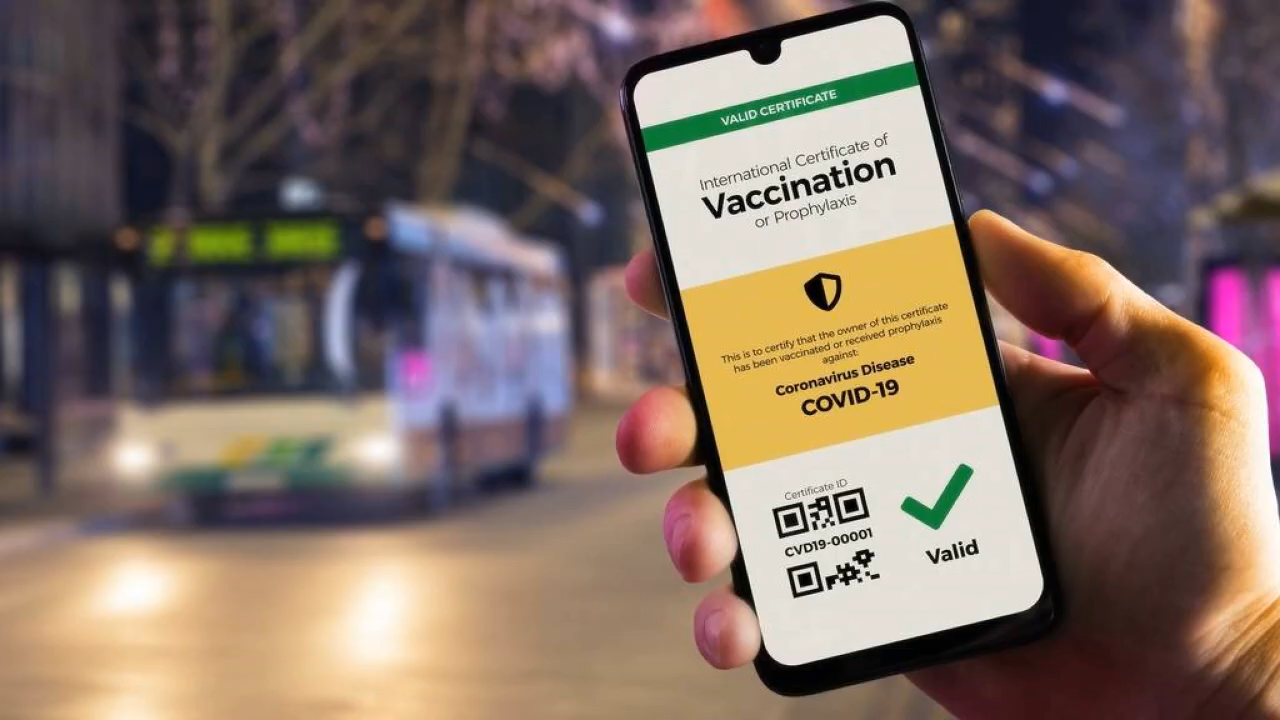 VALID CERTIFICATE
International Certificate of
Vaccination
or Prophylaxis
This is to certify that the owner of this certificate
has been vaccinated or received prophylaxis
against:
Coronavirus Disease
COVID-19
Certificate ID
CVD19-00001
Valid